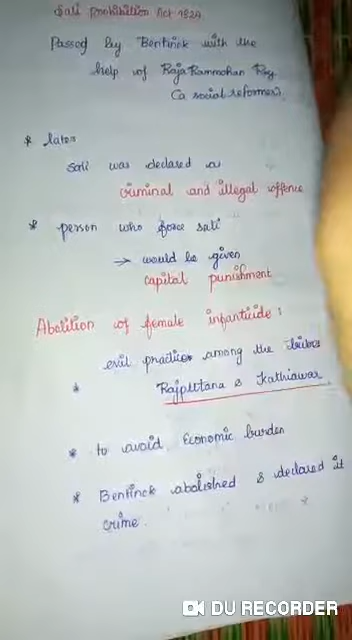 Sati prohibition Act 1829
Passed by Bentinck with the
help of Raja Rammohan Roy
(a social reformer)
* later
sati was declared a
criminal and illegal offence
* person who force sati
→ would be given
capital punishment
Abolition of female infanticide :
evil practice among the tribes
* Rajputana & Kathiawar
* to avoid Economic burden
* Bentinck abolished & declared it
crime.
DU RECORDER